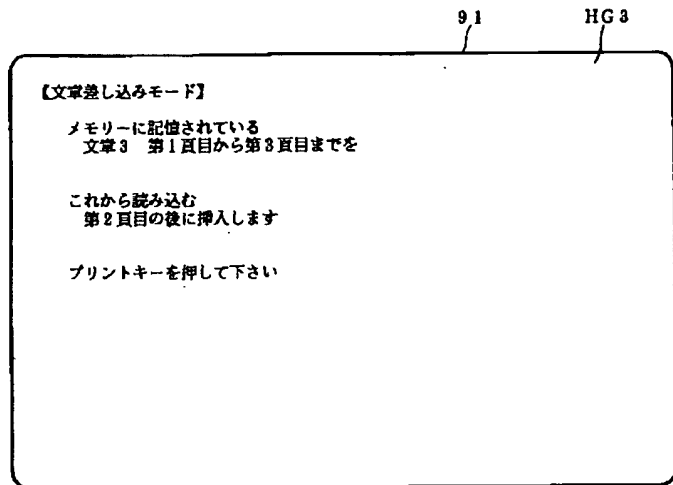 91 HG3
【文章差し込みモード】
メモリーに記憶されている
文章3 第1頁目から第3頁目までを
これから読み込む
第2頁目の後に挿入します
プリントキーを押して下さい